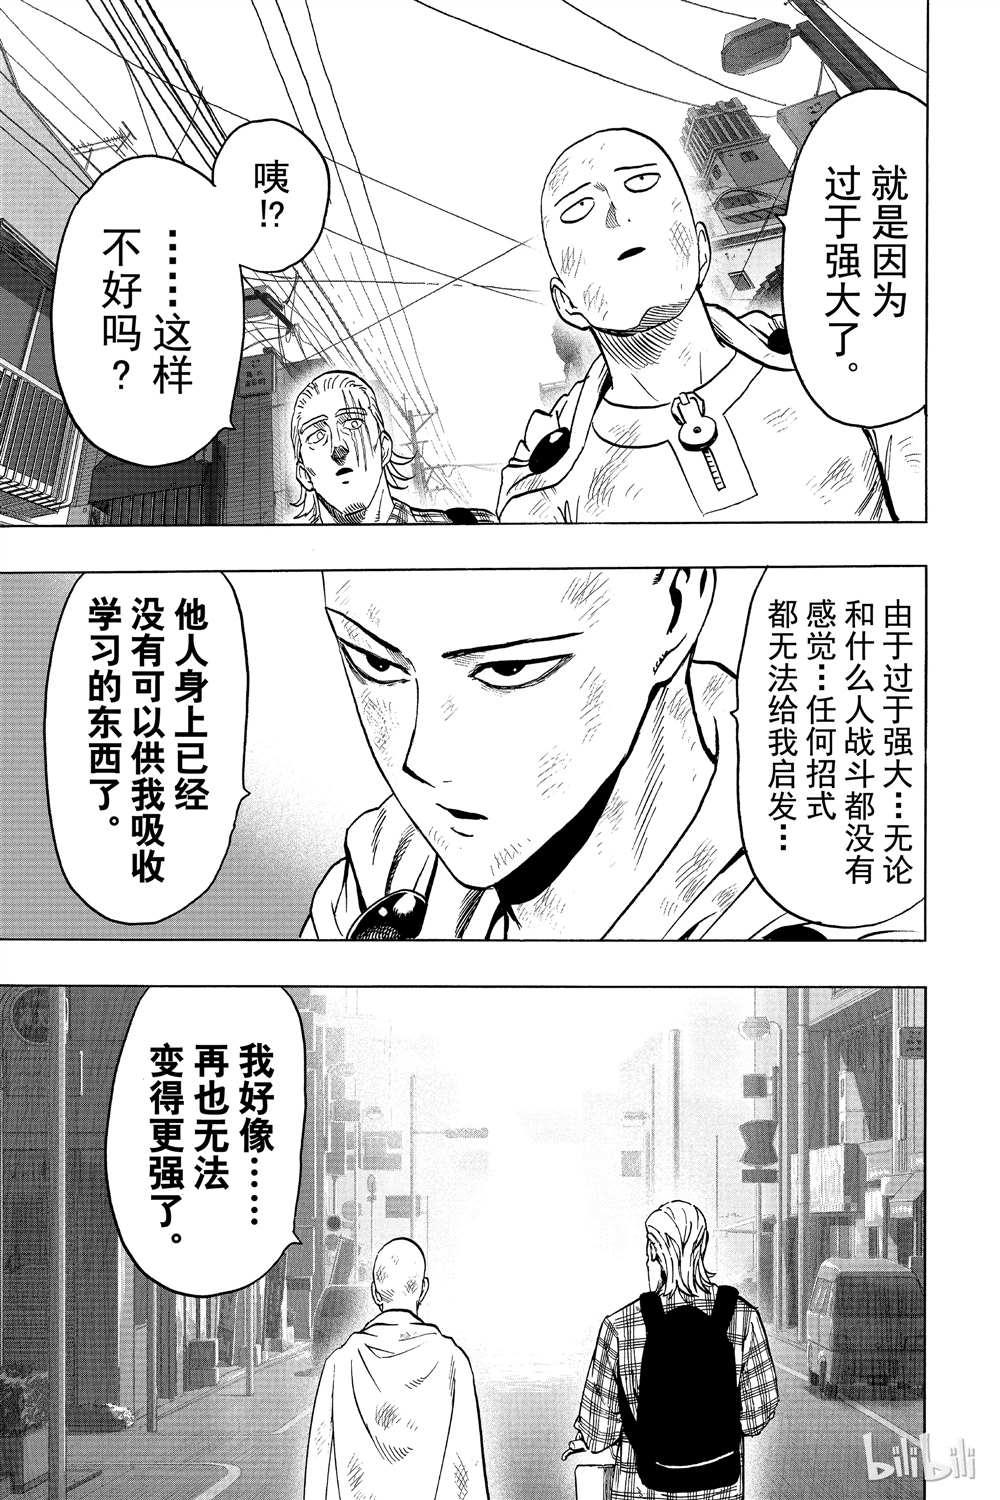 就是因为
过于强大了。
咦
!?
……这样
不好吗？
由于过于强大…无论
和什么人战斗都没有
感觉…任何招式
都无法给我启发…
他人身上已经
没有可以供我吸收
学习的东西了。
我好像……
再也无法
变得更强了。
bilibili